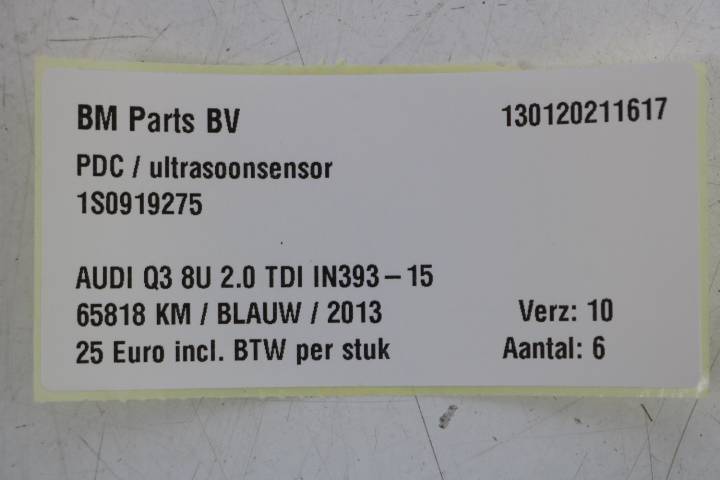 BM Parts BV 130120211617
PDC / ultrasoonsensor
1S0919275
AUDI Q3 8U 2.0 TDI IN393-15
65818 KM / BLAUW / 2013 Verz: 10
25 Euro incl. BTW per stuk Aantal: 6